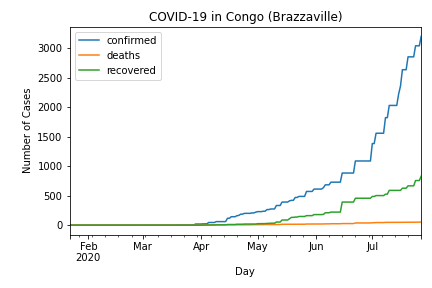 COVID-19 in Congo (Brazzaville)
confirmed
deaths
recovered
Number of Cases
3000
2500
2000
1500
1000
500
0
Feb Mar Apr May Jun Jul
2020
Day